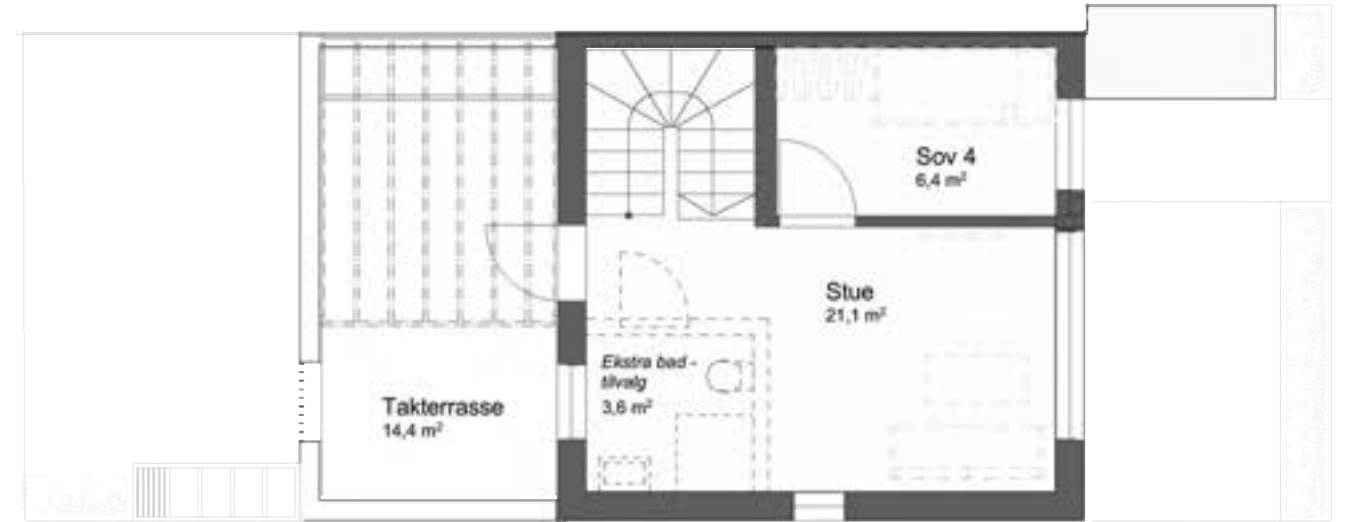 Sov 4
6,4 m²
Stue
21,1 m²
Ekstra bad -
tilvalg
3,6 m²
Takterrasse
14,4 m²